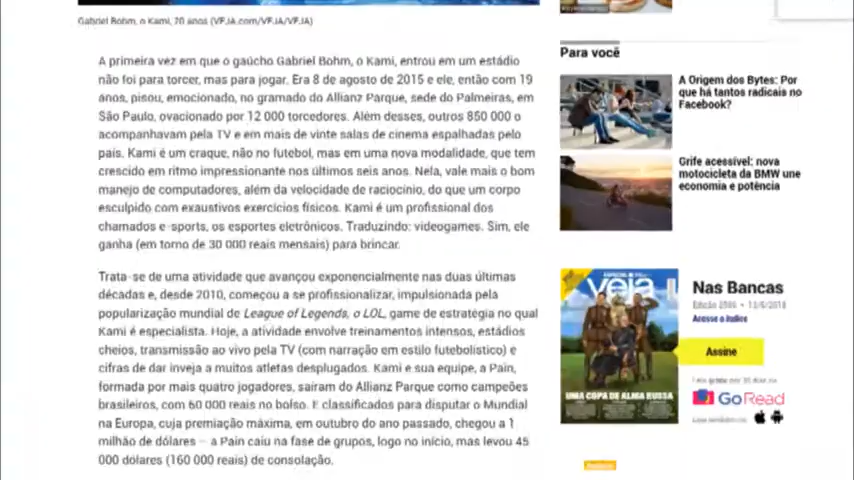 Gabriel Bohm, o Kami, 20 anos (VEJA.com/VEJA/VEJA)
A primeira vez em que o gaúcho Gabriel Bohm, o Kami, entrou em um estádio
não foi para torcer, mas para jogar. Era 8 de agosto de 2015 e ele, então com 19
anos, pisou, emocionado, no gramado do Allianz Parque, sede do Palmeiras, em
São Paulo, ovacionado por 12 000 torcedores. Além desses, outros 850 000 o
acompanhavam pela TV e em mais de vinte salas de cinema espalhadas pelo
país. Kami é um craque, não no futebol, mas em uma nova modalidade, que tem
crescido em ritmo impressionante nos últimos seis anos. Nela, vale mais o bom
manejo de computadores, além da velocidade de raciocínio, do que um corpo
esculpido com exaustivos exercícios físicos. Kami é um profissional dos
chamados e-sports, os esportes eletrônicos. Traduzindo: videogames. Sim, ele
ganha (em torno de 30 000 reais mensais) para brincar.
Trata-se de uma atividade que avançou exponencialmente nas duas últimas
décadas e, desde 2010, começou a se profissionalizar, impulsionada pela
popularização mundial de League of Legends, o LOL, game de estratégia no qual
Kami é especialista. Hoje, a atividade envolve treinamentos intensos, estádios
cheios, transmissão ao vivo pela TV (com narração em estilo futebolístico) e
cifras de dar inveja a muitos atletas desplugados. Kami e sua equipe, a Pain,
formada por mais quatro jogadores, saíram do Allianz Parque como campeões
brasileiros, com 60 000 reais no bolso. E classificados para disputar o Mundial
na Europa, cuja premiação máxima, em outubro do ano passado, chegou a 1
milhão de dólares – a Pain caiu na fase de grupos, logo no início, mas levou 45
000 dólares (160 000 reais) de consolação.
Para você
A Origem dos Bytes: Por
que há tantos radicais no
Facebook?
Grife acessível: nova
motocicleta da BMW une
economia e potência
veja
UMA COPA DE ALMA RUSSA
Nas Bancas
Edição
Acesse o índice
Assine
GoRead